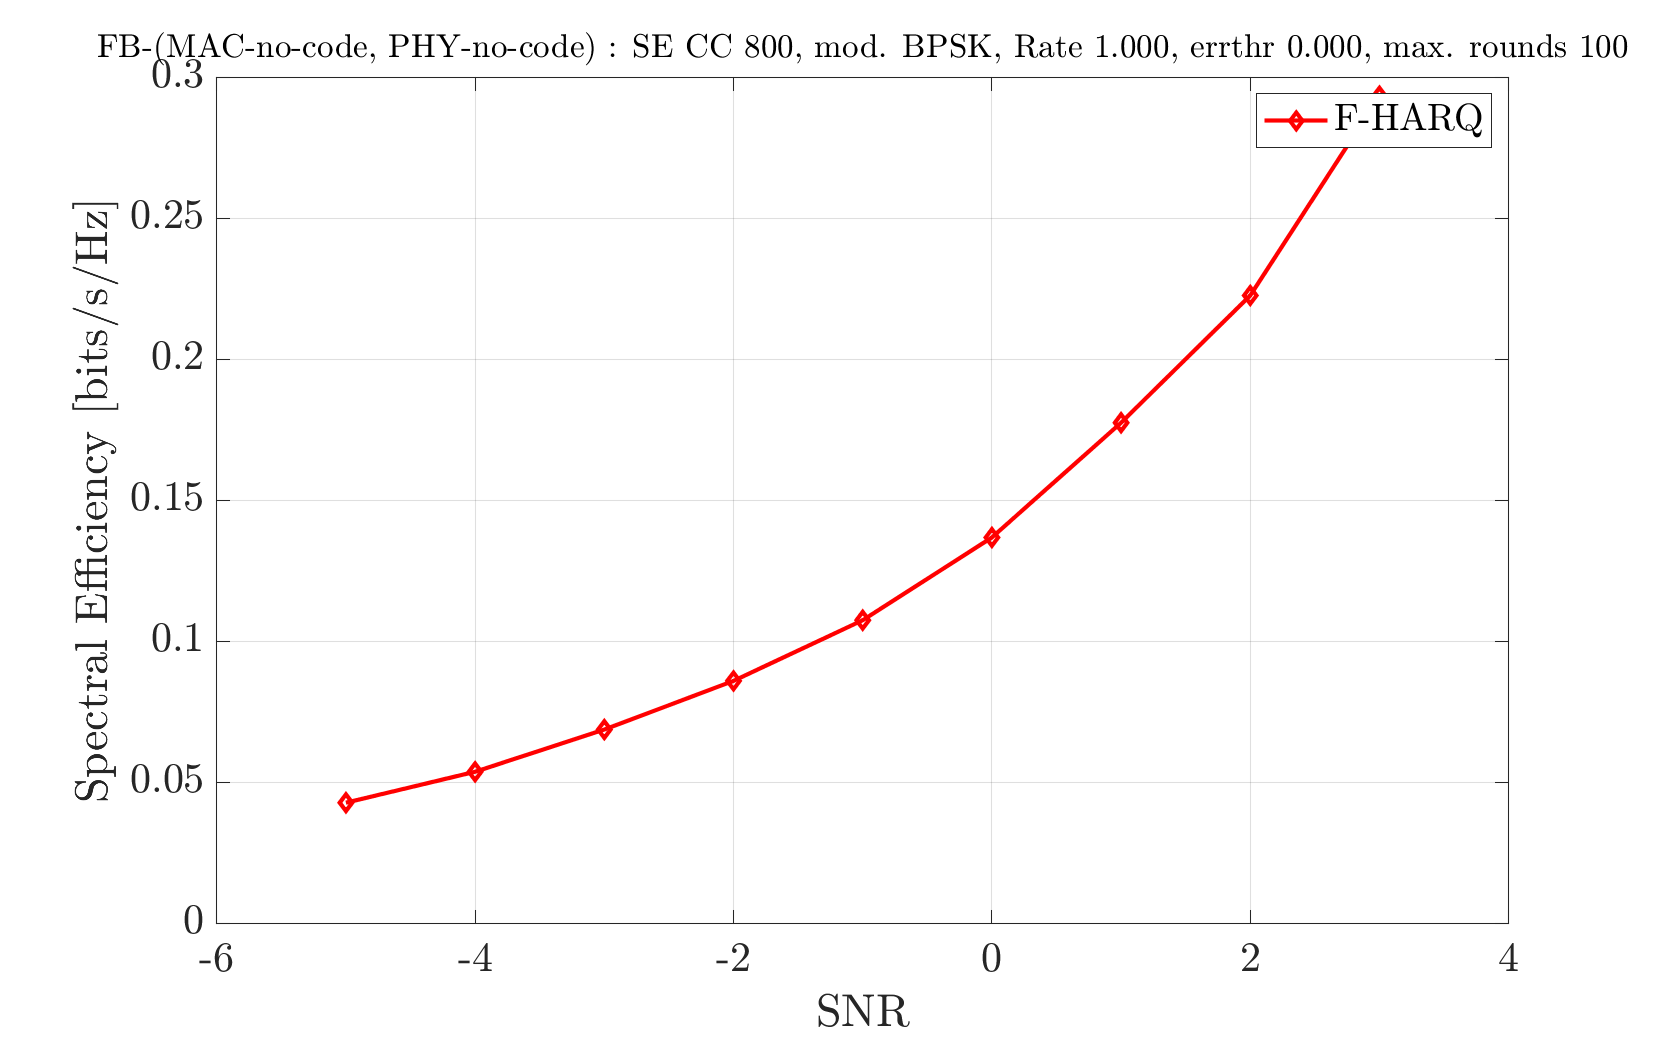 FB-(MAC-no-code, PHY-no-code) : SE CC 800, mod. BPSK, Rate 1.000, errthr 0.000, max. rounds 100
F-HARQ
Spectral Efficiency [bits/s/Hz]
0.3
0.25
0.2
0.15
0.1
0.05
0
-6 -4 -2 0 2 4
SNR